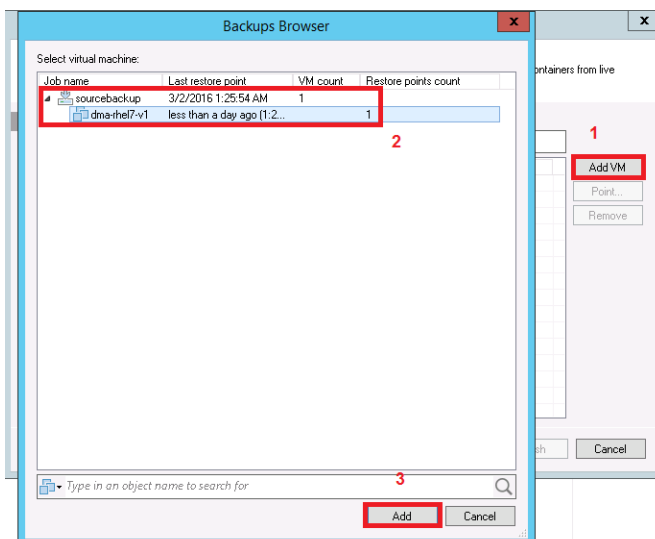 Backups Browser
x
x
Select virtual machine:
ontainers from live
Job name Last restore point VM count Restore points count
sourcebackup 3/2/2016 1:25:54 AM 1
dma-rhel7-v1 less than a day ago (1:2... 1
2
1
Add VM
Point...
Remove
sh
Cancel
Type in an object name to search for
3
Add
Cancel